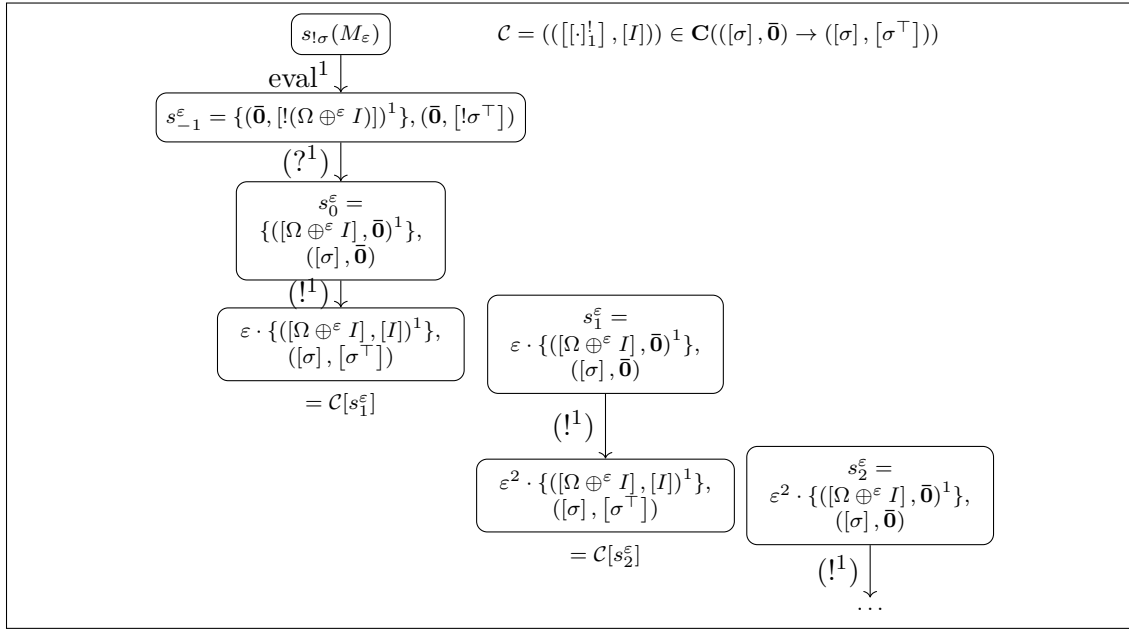 s_{!σ}(M_ε)
𝒞 = (([[·]^!_1], [I])) ∈ C(([σ], 0̄) → ([σ], [σ^⊤]))
eval^1
s^ε_{−1} = {(0̄, [!(Ω ⊕^ε I)])^1}, (0̄, [!σ^⊤])
(?^1)
s^ε_0 =
{([Ω ⊕^ε I], 0̄)^1},
([σ], 0̄)
(!^1)
ε · {([Ω ⊕^ε I], [I])^1},
([σ], [σ^⊤])
= 𝒞[s^ε_1]
s^ε_1 =
ε · {([Ω ⊕^ε I], 0̄)^1},
([σ], 0̄)
(!^1)
ε^2 · {([Ω ⊕^ε I], [I])^1},
([σ], [σ^⊤])
= 𝒞[s^ε_2]
s^ε_2 =
ε^2 · {([Ω ⊕^ε I], 0̄)^1},
([σ], 0̄)
(!^1)
···